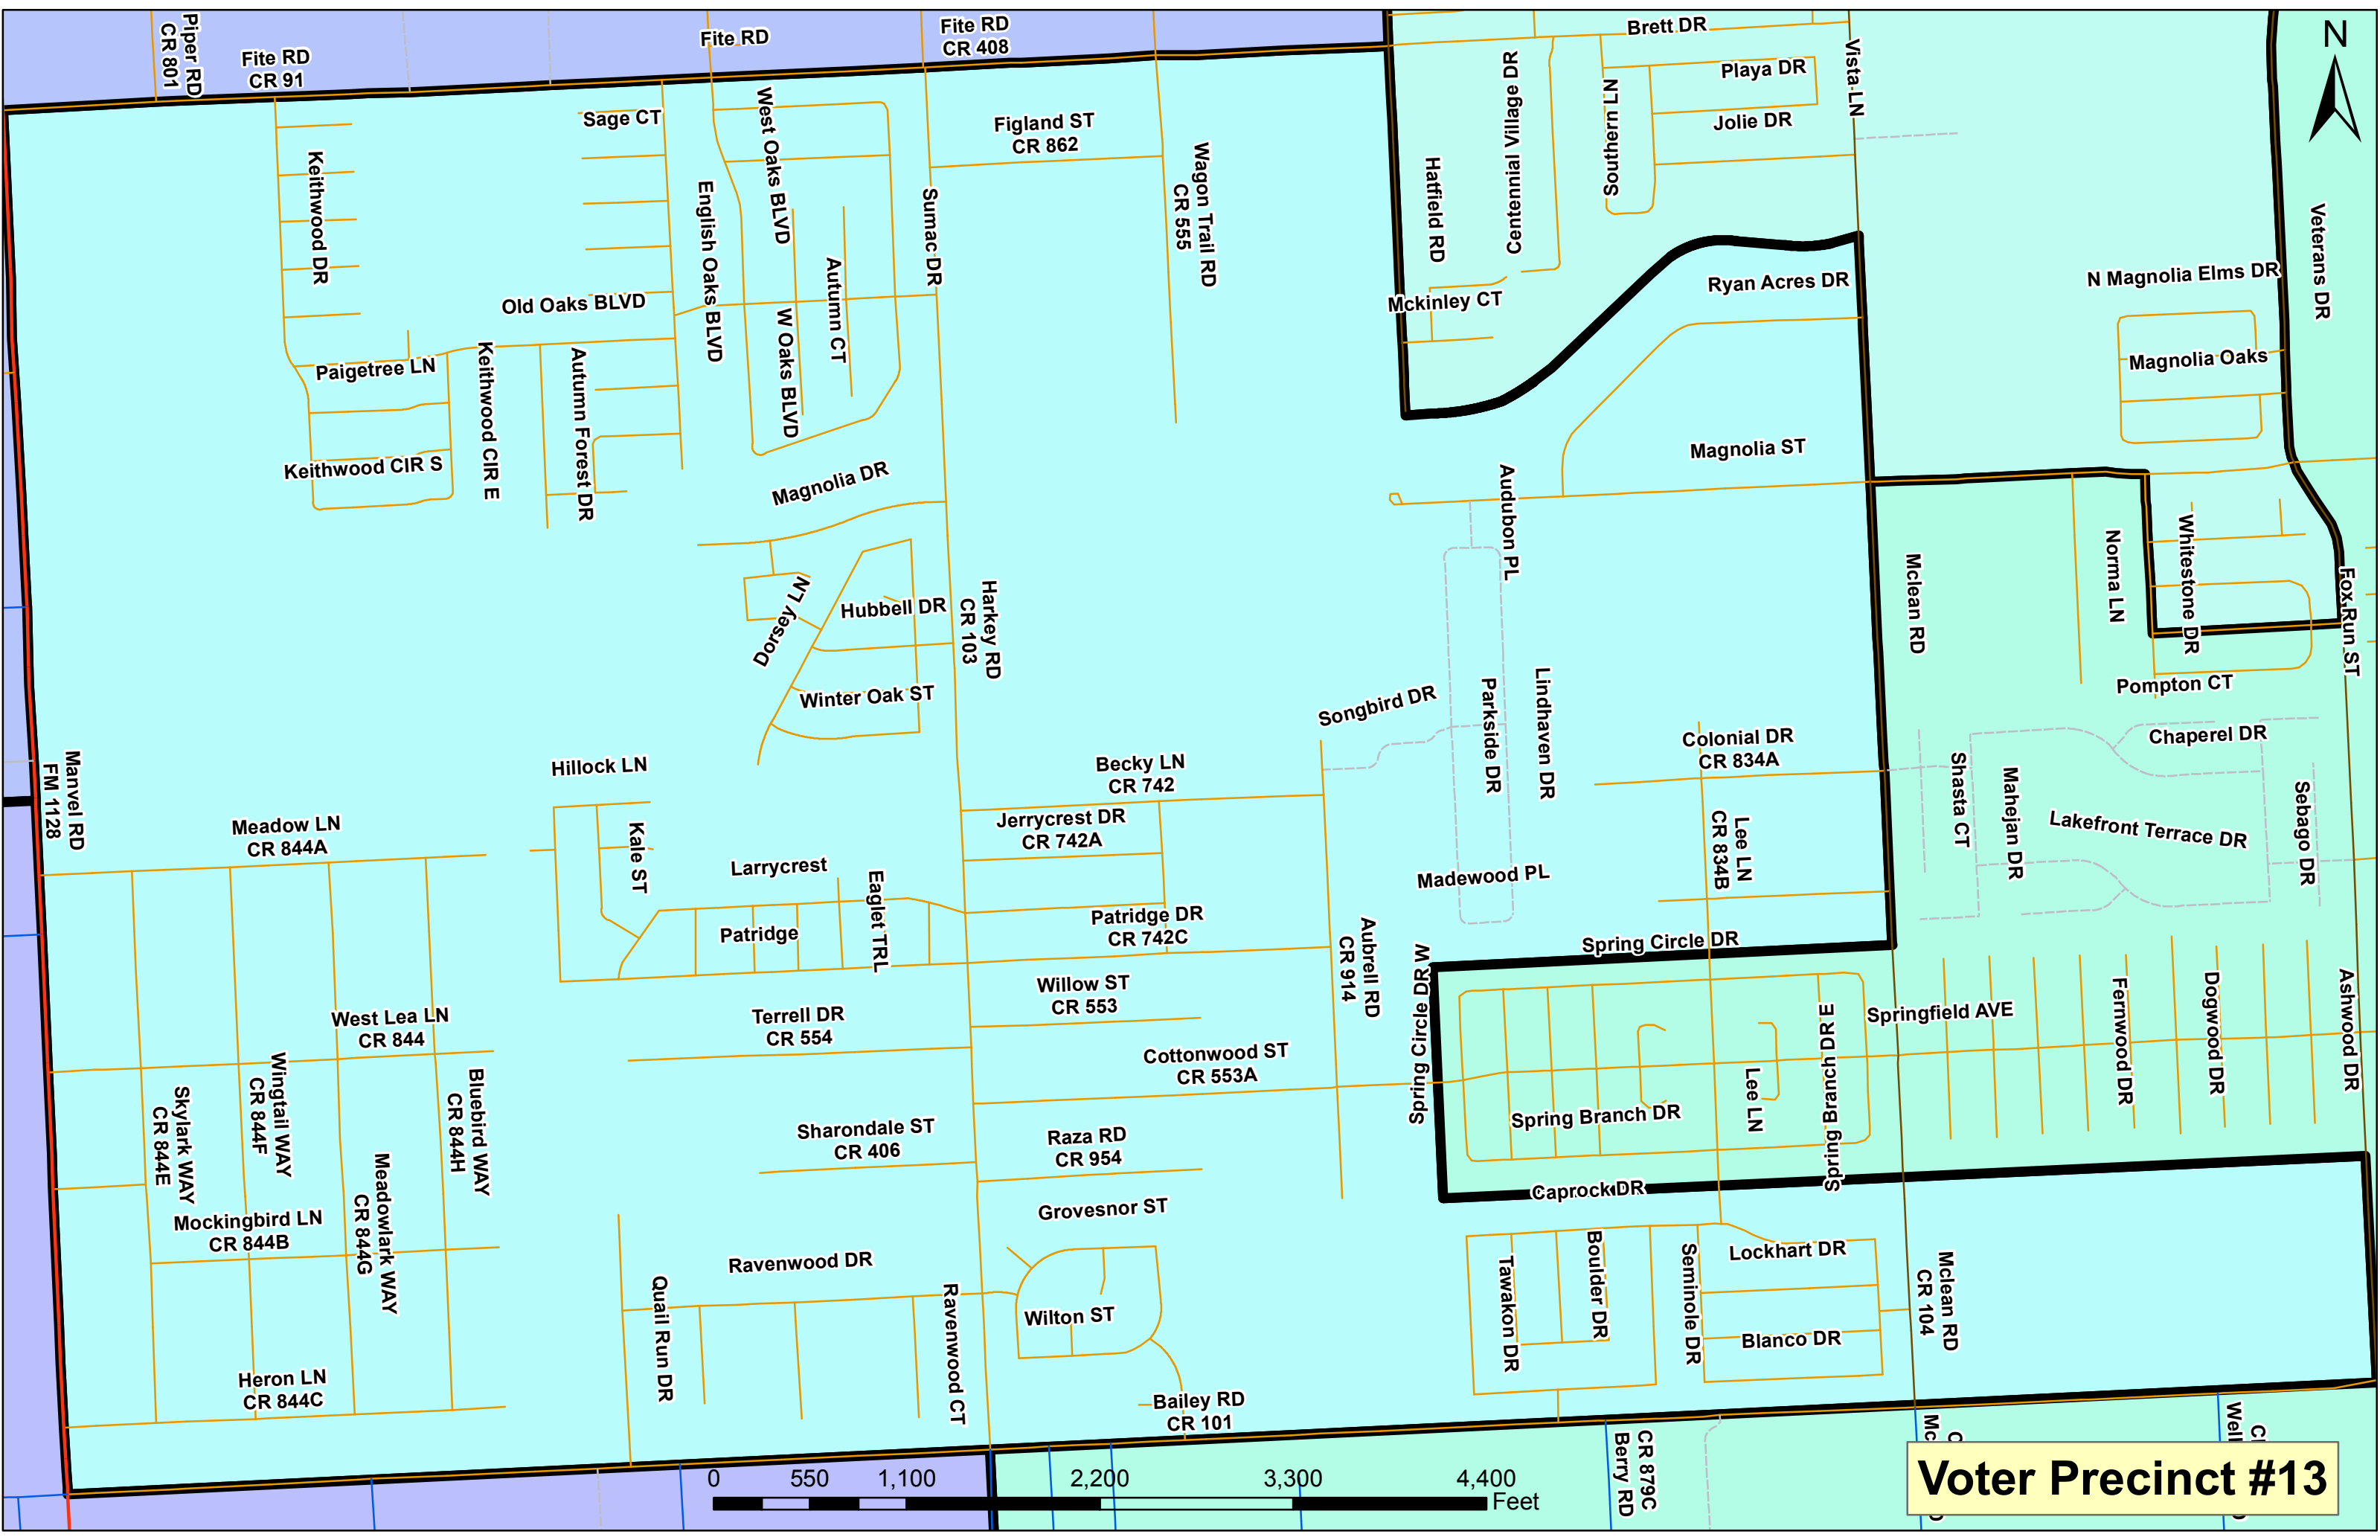 Piper RD
CR 801
Fite RD
CR 91
Fite RD
Fite RD
CR 408
Brett DR
Playa DR
Jolie DR
Vista LN
N
Sage CT
West Oaks BLVD
Figland ST
CR 862
Centennial Village DR
Southern LN
Keithwood DR
English Oaks BLVD
Sumac DR
Wagon Trail RD
CR 555
Hatfield RD
Veterans DR
Old Oaks BLVD
W Oaks BLVD
Autumn CT
Mckinley CT
Ryan Acres DR
N Magnolia Elms DR
Magnolia Oaks
Paigetree LN
Keithwood CIR E
Autumn Forest DR
Keithwood CIR S
Magnolia DR
Magnolia ST
Audubon PL
Dorsey LN
Hubbell DR
Harkey RD
CR 103
Mclean RD
Norma LN
Whitestone DR
Fox Run ST
Winter Oak ST
Songbird DR
Parkside DR
Lindhaven DR
Pompton CT
Colonial DR
CR 834A
Chaperel DR
Manvel RD
FM 1128
Hillock LN
Becky LN
CR 742
Shasta CT
Mahejan DR
Sebago DR
Meadow LN
CR 844A
Kale ST
Jerrycrest DR
CR 742A
Lee LN
CR 834B
Lakefront Terrace DR
Larrycrest
Eaglet TRL
Madewood PL
Patridge
Patridge DR
CR 742C
Aubrell RD
CR 914
Spring Circle DR
Spring Circle DR W
Willow ST
CR 553
West Lea LN
CR 844
Terrell DR
CR 554
Springfield AVE
Fernwood DR
Dogwood DR
Ashwood DR
Cottonwood ST
CR 553A
Spring Branch DR E
Skylark WAY
CR 844E
Wingtail WAY
CR 844F
Bluebird WAY
CR 844H
Lee LN
Spring Branch DR
Sharondale ST
CR 406
Raza RD
CR 954
Meadowlark WAY
CR 844G
Caprock DR
Mockingbird LN
CR 844B
Grovesnor ST
Ravenwood DR
Lockhart DR
Quail Run DR
Ravenwood CT
Wilton ST
Tawakon DR
Boulder DR
Seminole DR
Blanco DR
Mclean RD
CR 104
Heron LN
CR 844C
Bailey RD
CR 101
CR 879C
Berry RD
0 550 1,100 2,200 3,300 4,400
Feet
Voter Precinct #13